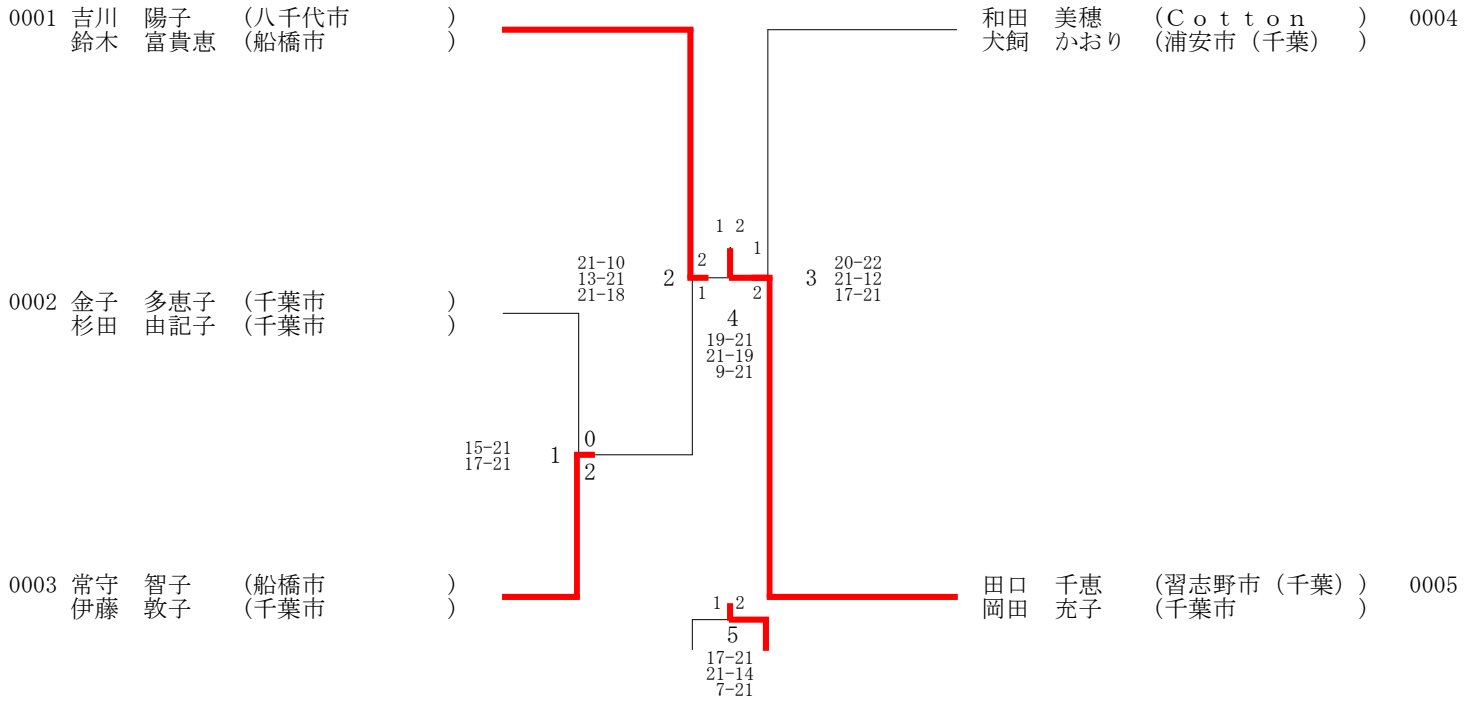 0001 吉川　陽子　（八千代市　　　　　）
鈴木　富貴恵　（船橋市　　　　　）
和田　美穂　（Ｃｏｔｔｏｎ　　　） 0004
犬飼　かおり　（浦安市（千葉）　）
1 2
21-10
13-21
21-18
2
2
1
1
2
3
20-22
21-12
17-21
4
19-21
21-19
9-21
0002 金子　多恵子　（千葉市　　　　　）
杉田　由記子　（千葉市　　　　　）
15-21
17-21
1
0
2
0003 常守　智子　（船橋市　　　　　）
伊藤　敦子　（千葉市　　　　　）
田口　千恵　（習志野市（千葉）） 0005
岡田　充子　（千葉市　　　　　）
1 2
5
17-21
21-14
7-21